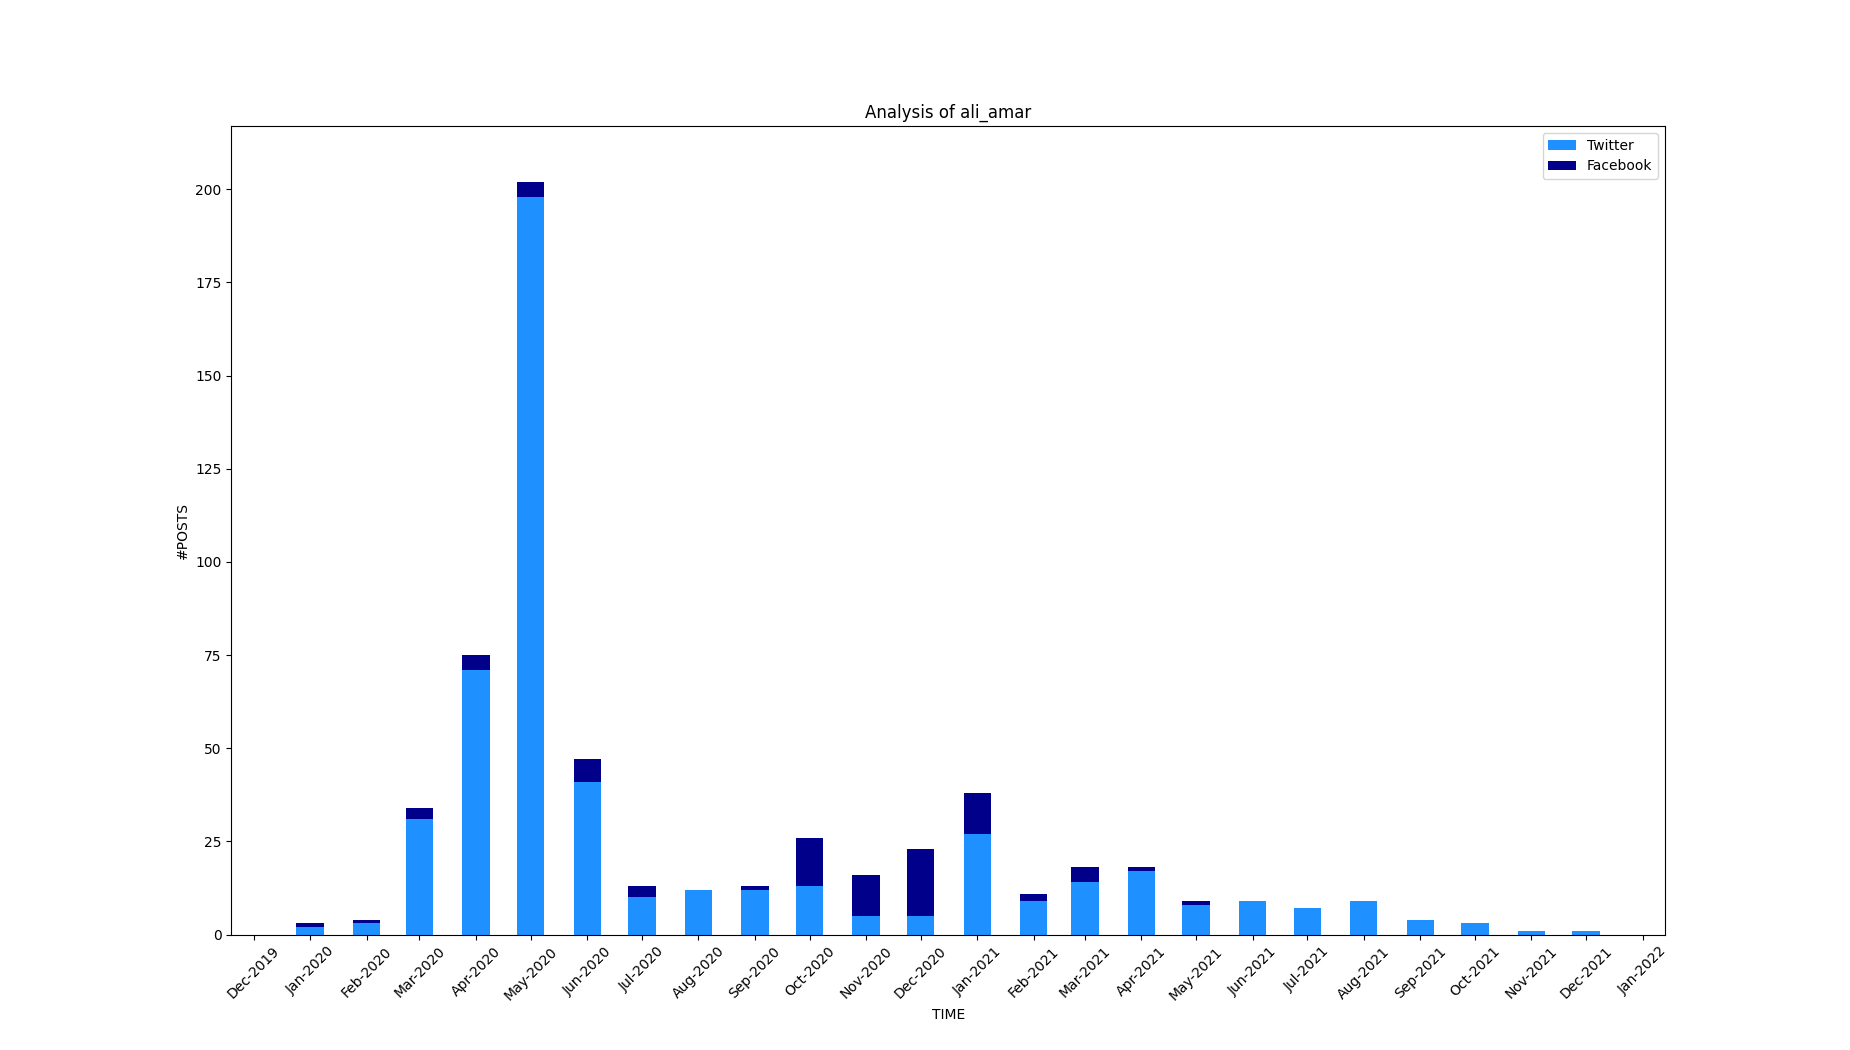 Analysis of ali_amar
Twitter
Facebook
200
175
150
125
100
75
50
25
0
#POSTS
Dec-2019
Jan-2020
Feb-2020
Mar-2020
Apr-2020
May-2020
Jun-2020
Jul-2020
Aug-2020
Sep-2020
Oct-2020
Nov-2020
Dec-2020
Jan-2021
Feb-2021
Mar-2021
Apr-2021
May-2021
Jun-2021
Jul-2021
Aug-2021
Sep-2021
Oct-2021
Nov-2021
Dec-2021
Jan-2022
TIME